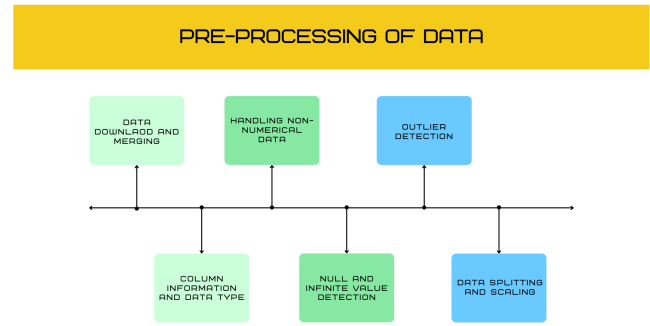 PRE-PROCESSING OF DATA
DATA
DOWNLAOD AND
MERGING
HANDLING NON-
NUMERICAL
DATA
OUTLIER
DETECTION
COLUMN
INFORMATION
AND DATA TYPE
NULL AND
INFINITE VALUE
DETECTION
DATA SPLITTING
AND SCALING